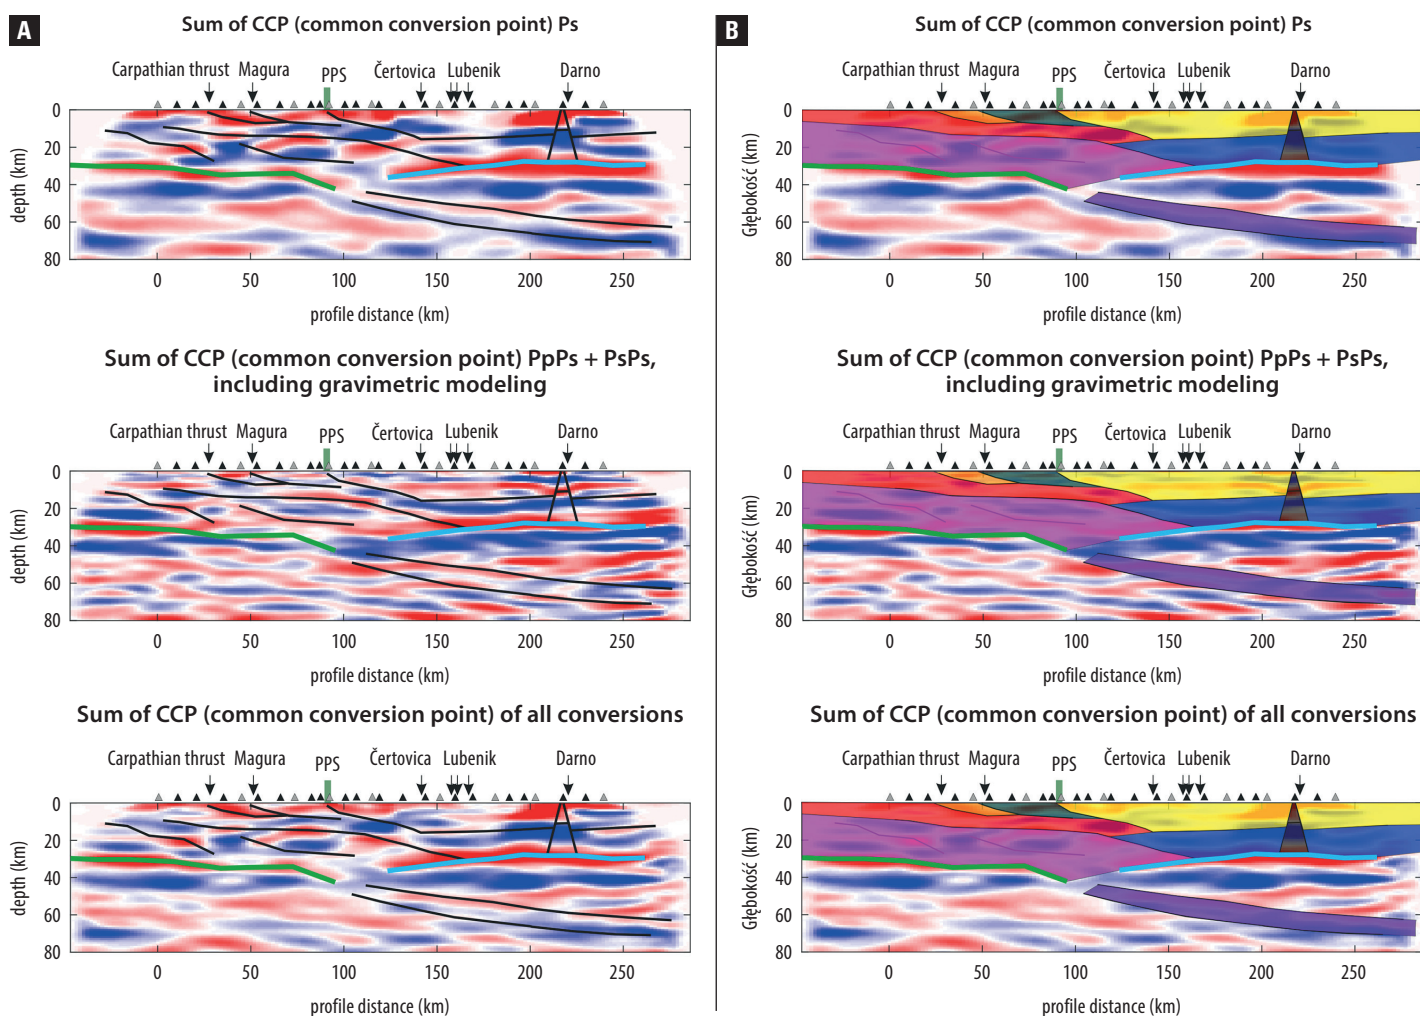 A
Sum of CCP (common conversion point) Ps
Carpathian thrust Magura PPS Čertovica Lubenik Darno
0
20
40
60
80
depth (km)
0 50 100 150 200 250
profile distance (km)
Sum of CCP (common conversion point) PpPs + PsPs,
including gravimetric modeling
Carpathian thrust Magura PPS Čertovica Lubenik Darno
0
20
40
60
80
depth (km)
0 50 100 150 200 250
profile distance (km)
Sum of CCP (common conversion point) of all conversions
Carpathian thrust Magura PPS Čertovica Lubenik Darno
0
20
40
60
80
depth (km)
0 50 100 150 200 250
profile distance (km)
B
Sum of CCP (common conversion point) Ps
Carpathian thrust Magura PPS Čertovica Lubenik Darno
0
20
40
60
80
Głębokość (km)
0 50 100 150 200 250
profile distance (km)
Sum of CCP (common conversion point) PpPs + PsPs,
including gravimetric modeling
Carpathian thrust Magura PPS Čertovica Lubenik Darno
0
20
40
60
80
Głębokość (km)
0 50 100 150 200 250
profile distance (km)
Sum of CCP (common conversion point) of all conversions
Carpathian thrust Magura PPS Čertovica Lubenik Darno
0
20
40
60
80
Głębokość (km)
0 50 100 150 200 250
profile distance (km)